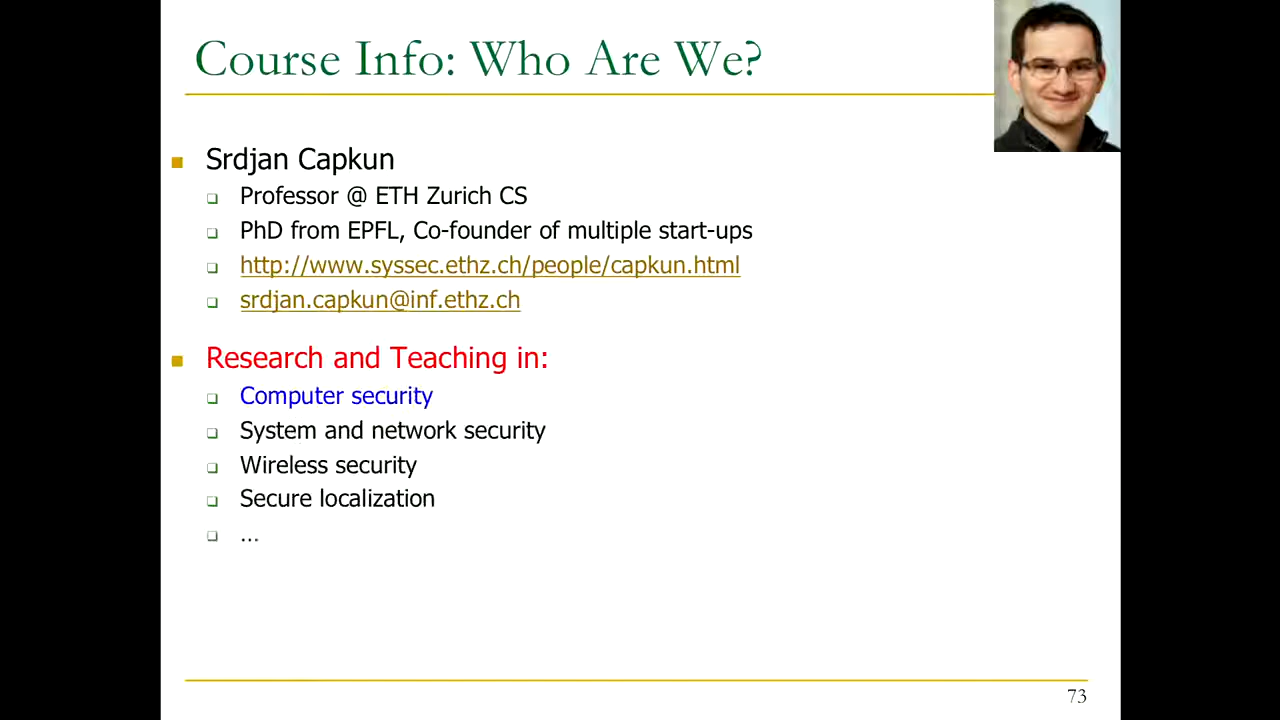 Course Info: Who Are We?
Srdjan Capkun
Professor @ ETH Zurich CS
PhD from EPFL, Co-founder of multiple start-ups
http://www.syssec.ethz.ch/people/capkun.html
srdjan.capkun@inf.ethz.ch
Research and Teaching in:
Computer security
System and network security
Wireless security
Secure localization
...
73